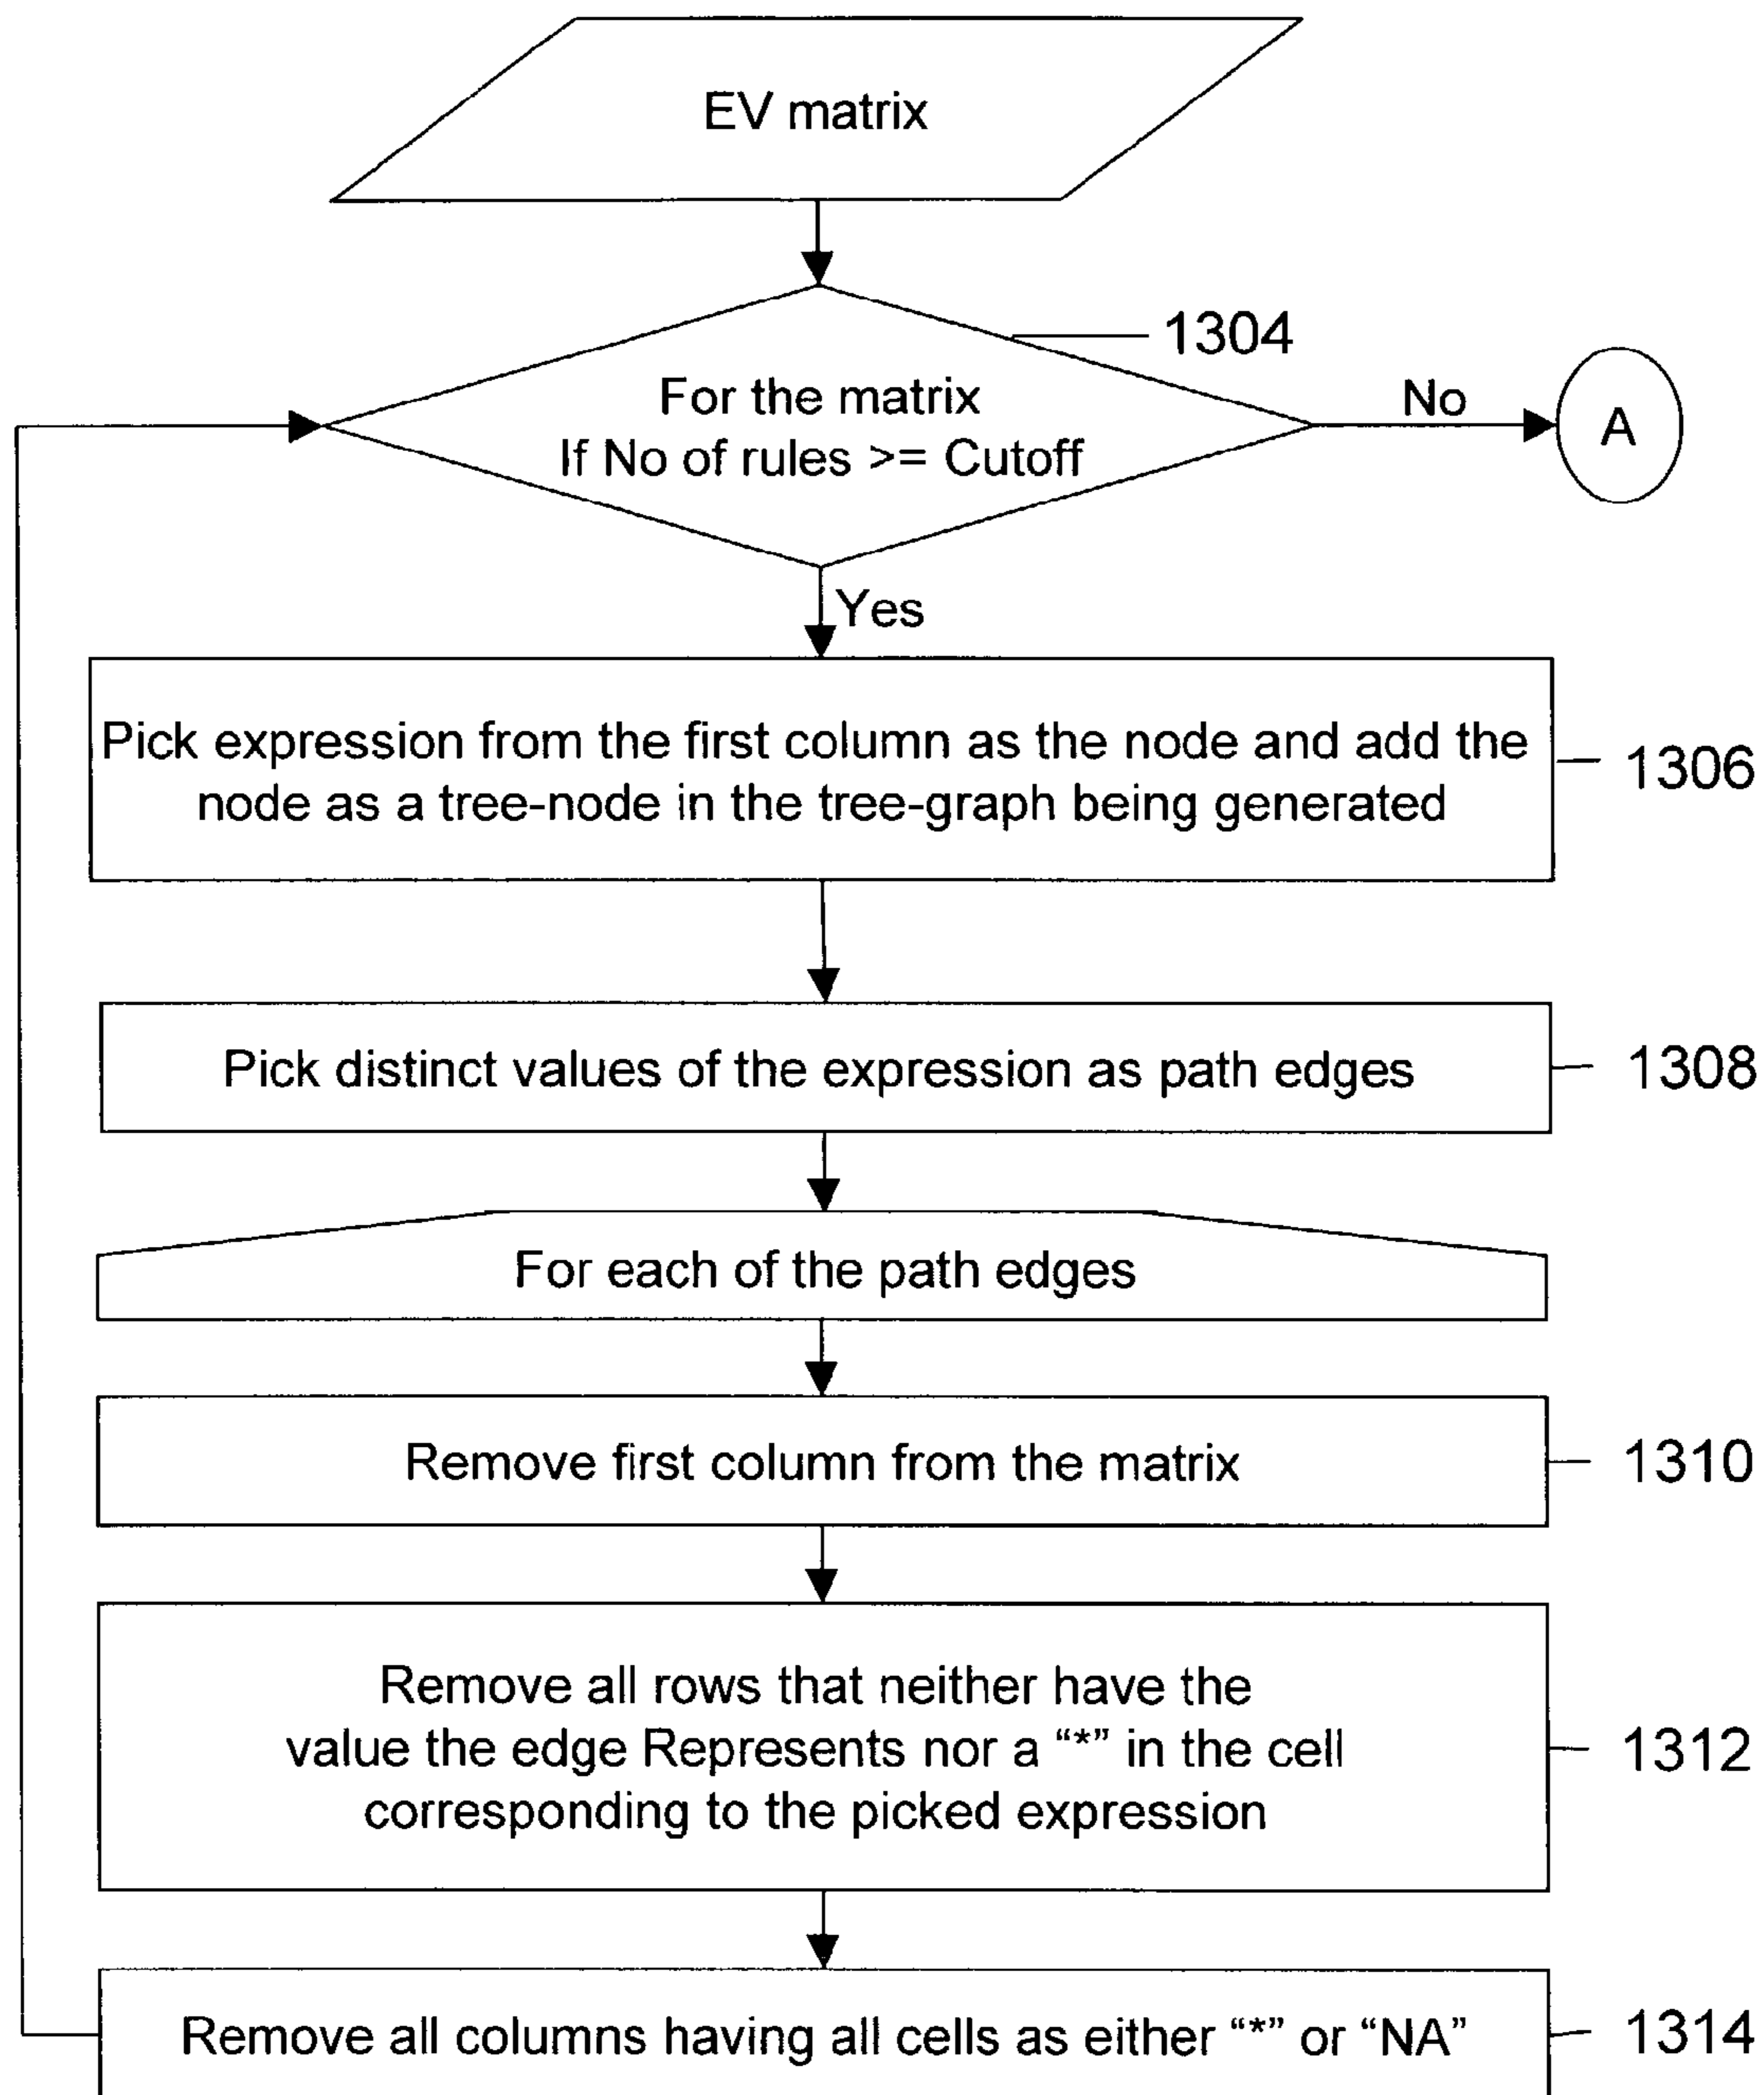 EV matrix
1304
For the matrix
If No of rules >= Cutoff
No
A
Yes
Pick expression from the first column as the node and add the
node as a tree-node in the tree-graph being generated
1306
Pick distinct values of the expression as path edges
1308
For each of the path edges
Remove first column from the matrix
1310
Remove all rows that neither have the
value the edge Represents nor a “*” in the cell
corresponding to the picked expression
1312
Remove all columns having all cells as either “*” or “NA”
1314